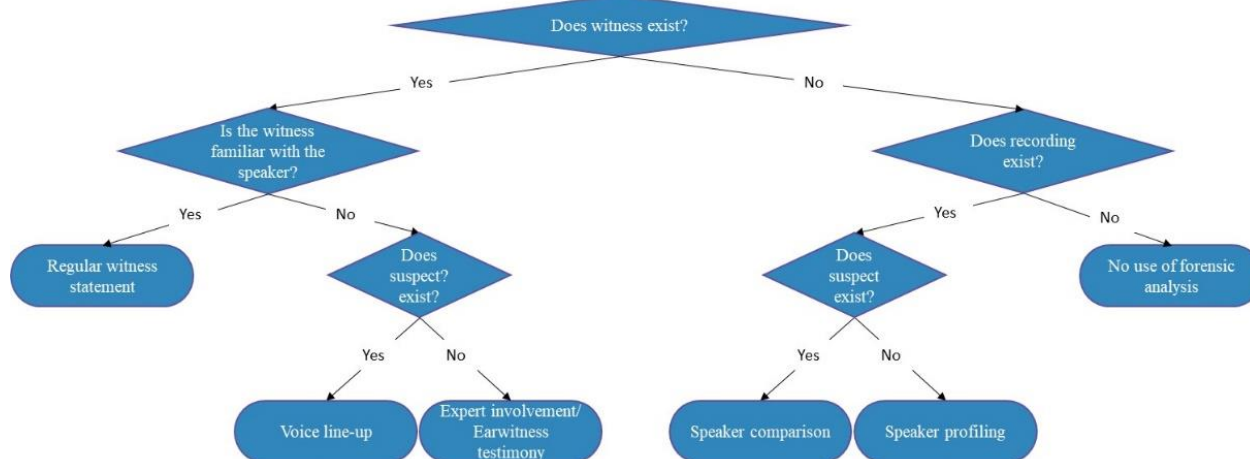 Does witness exist?
Yes
No
Is the witness
familiar with the
speaker?
Does recording
exist?
Yes
No
Yes
No
Regular witness
statement
Does
suspect?
exist?
Does
suspect
exist?
No use of forensic
analysis
Yes
No
Yes
No
Voice line-up
Expert involvement/
Earwitness
testimony
Speaker comparison
Speaker profiling